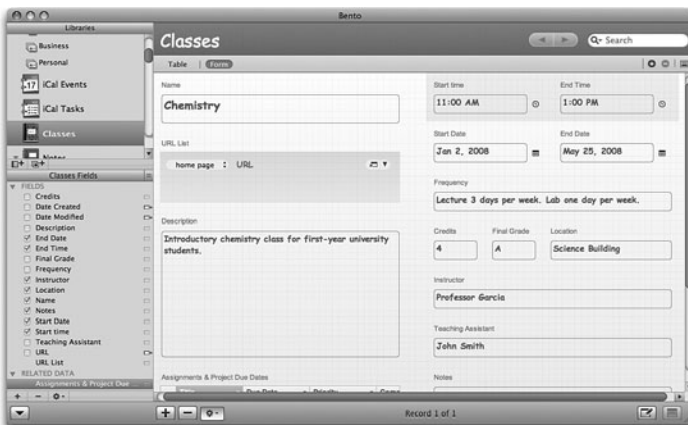 Bento
Libraries
Business
Personal
iCal Events
iCal Tasks
Classes
Notes
Classes Fields
FIELDS
Credits
Date Created
Date Modified
Description
End Date
End Time
Final Grade
Frequency
Instructor
Location
Name
Notes
Start Date
Start time
Teaching Assistant
URL
URL List
RELATED DATA
Assignments & Project Due ...
Classes
Search
Table Form
Name
Chemistry
URL List
home page URL
Description
Introductory chemistry class for first-year university
students.
Assignments & Project Due Dates
Due Date Priority
Start time End Time
11:00 AM 1:00 PM
Start Date End Date
Jan 2, 2008 May 25, 2008
Frequency
Lecture 3 days per week. Lab one day per week.
Credits Final Grade Location
4 A Science Building
Instructor
Professor Garcia
Teaching Assistant
John Smith
Notes
Record 1 of 1